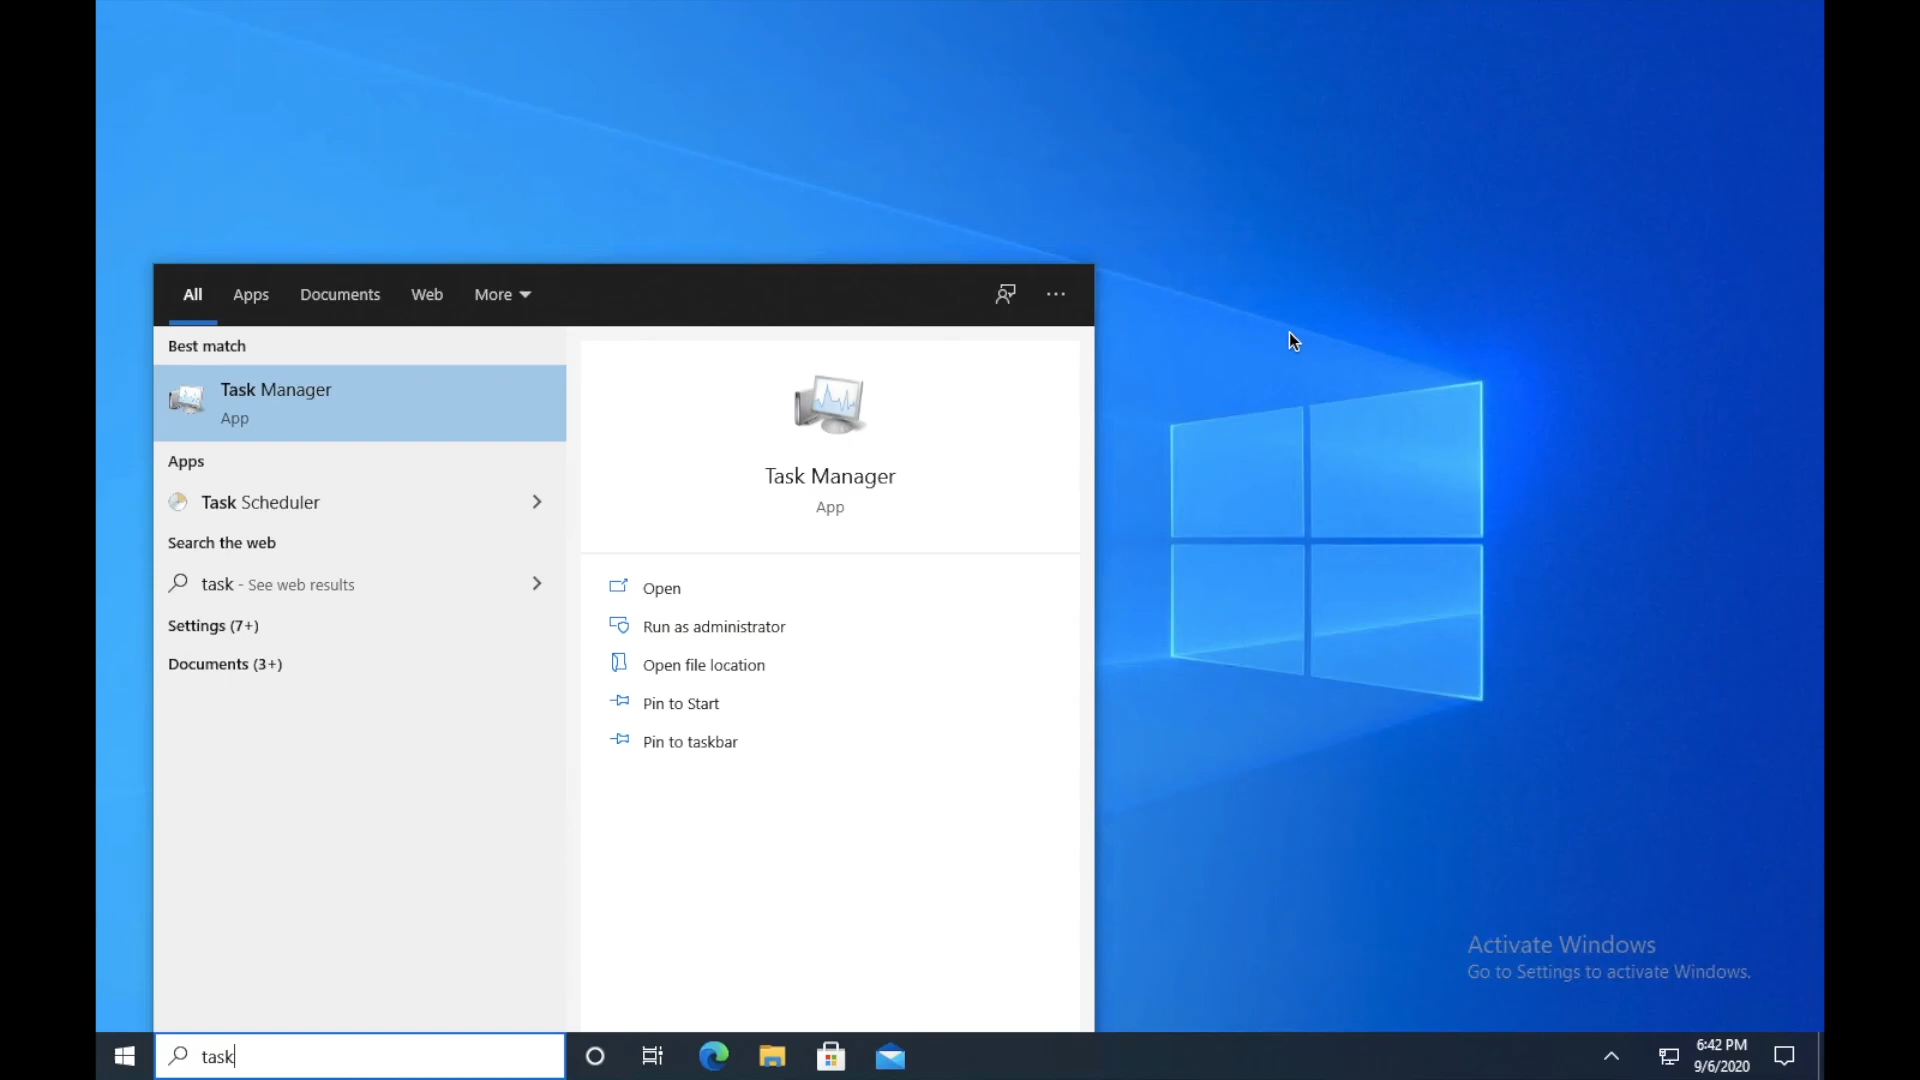 All Apps Documents Web More
Best match
Task Manager
App
Apps
Task Scheduler
Search the web
task - See web results
Settings (7+)
Documents (3+)
Task Manager
App
Open
Run as administrator
Open file location
Pin to Start
Pin to taskbar
Activate Windows
Go to Settings to activate Windows.
task
6:42 PM
9/6/2020